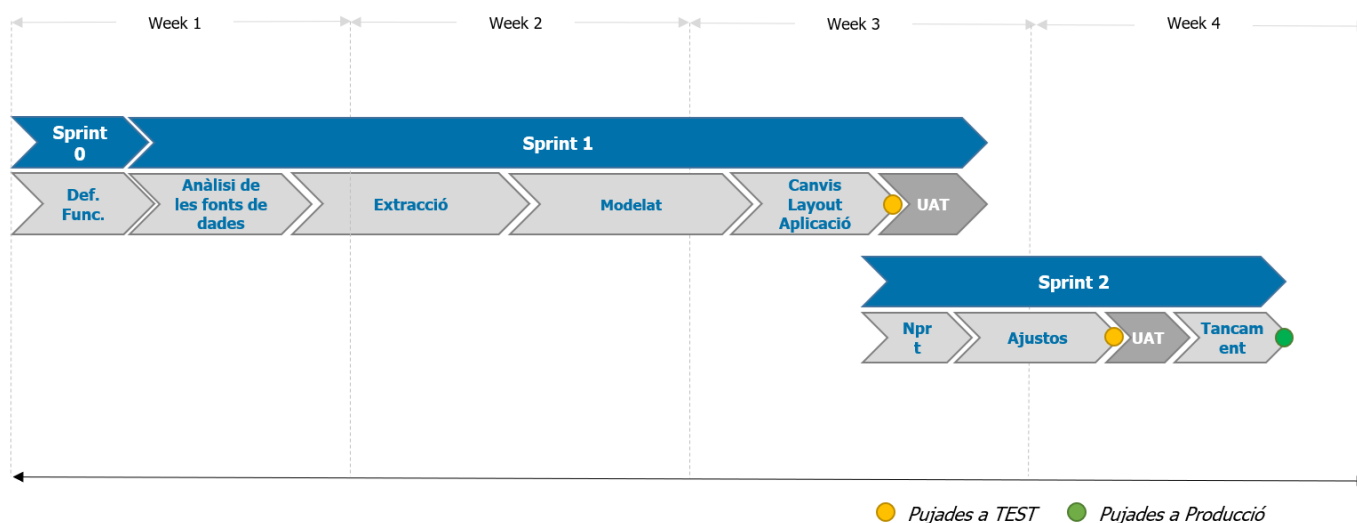 Week 1
Week 2
Week 3
Week 4
Sprint
0
Sprint 1
Def.
Func.
Anàlisi de
les fonts de
dades
Extracció
Modelat
Canvis
Layout
Aplicació
UAT
Sprint 2
Npr
t
Ajustos
UAT
Tancam
ent
Pujades a TEST
Pujades a Producció